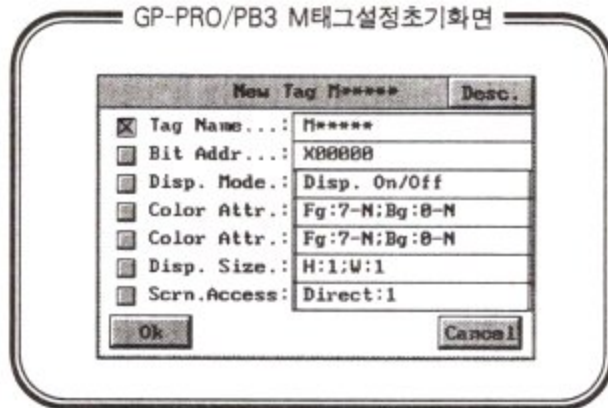 GP-PRO/PB3 M태그설정초기화면
New Tag M***** Desc.
Tag Name...: M*****
Bit Addr...: X00000
Disp. Mode.: Disp. On/Off
Color Attr.: Fg:7-N;Bg:0-N
Color Attr.: Fg:7-N;Bg:0-N
Disp. Size.: H:1;W:1
Scrn.Access: Direct:1
Ok Cancel